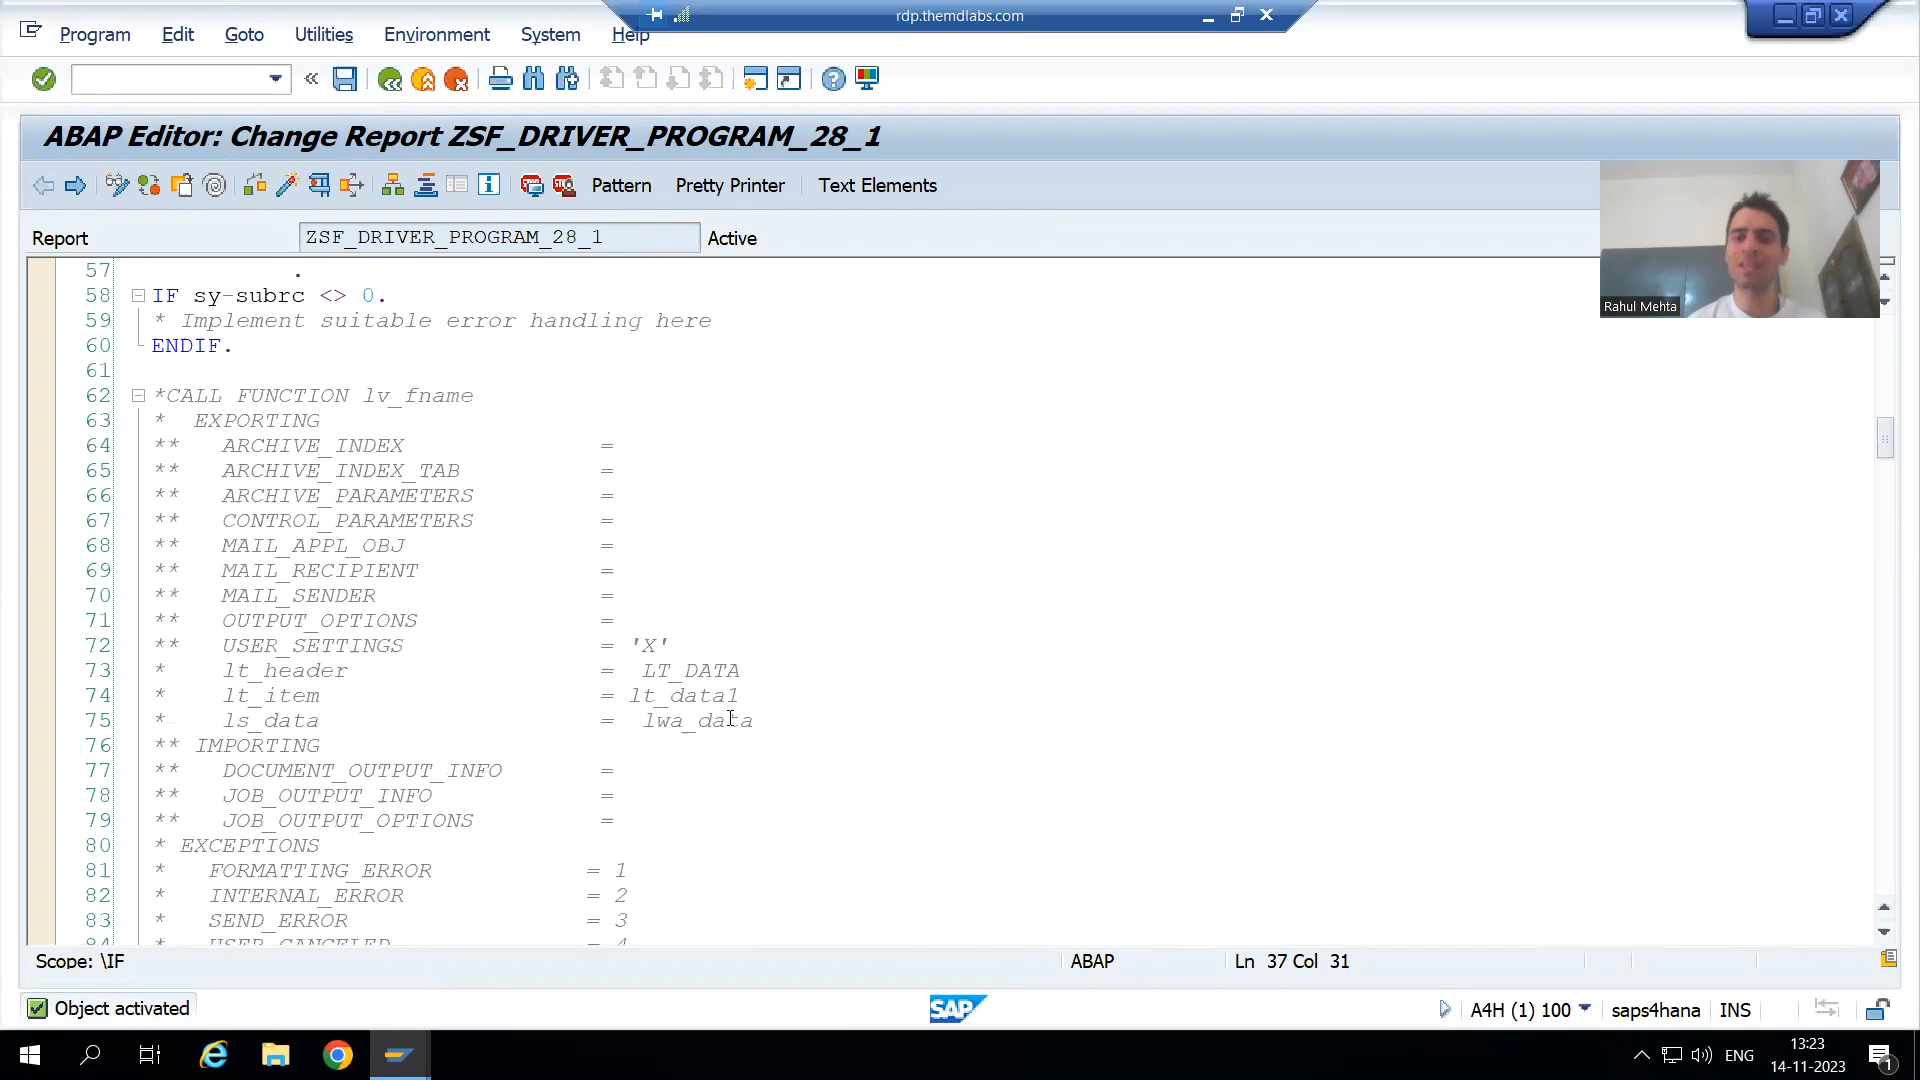 rdp.themdlabs.com
Program Edit Goto Utilities Environment System Help
ABAP Editor: Change Report ZSF_DRIVER_PROGRAM_28_1
Pattern Pretty Printer Text Elements
Report ZSF_DRIVER_PROGRAM_28_1 Active
Rahul Mehta
57 .
58 IF sy-subrc <> 0.
59 * Implement suitable error handling here
60 ENDIF.
61
62 *CALL FUNCTION lv_fname
63 * EXPORTING
64 ** ARCHIVE_INDEX =
65 ** ARCHIVE_INDEX_TAB =
66 ** ARCHIVE_PARAMETERS =
67 ** CONTROL_PARAMETERS =
68 ** MAIL_APPL_OBJ =
69 ** MAIL_RECIPIENT =
70 ** MAIL_SENDER =
71 ** OUTPUT_OPTIONS =
72 ** USER_SETTINGS = 'X'
73 * lt_header = LT_DATA
74 * lt_item = lt_data1
75 * ls_data = lwa_data
76 ** IMPORTING
77 ** DOCUMENT_OUTPUT_INFO =
78 ** JOB_OUTPUT_INFO =
79 ** JOB_OUTPUT_OPTIONS =
80 * EXCEPTIONS
81 * FORMATTING_ERROR = 1
82 * INTERNAL_ERROR = 2
83 * SEND_ERROR = 3
84 * USER_CANCELED = 4
Scope: \IF ABAP Ln 37 Col 31
Object activated SAP A4H (1) 100 saps4hana INS
13:23
ENG
14-11-2023
1